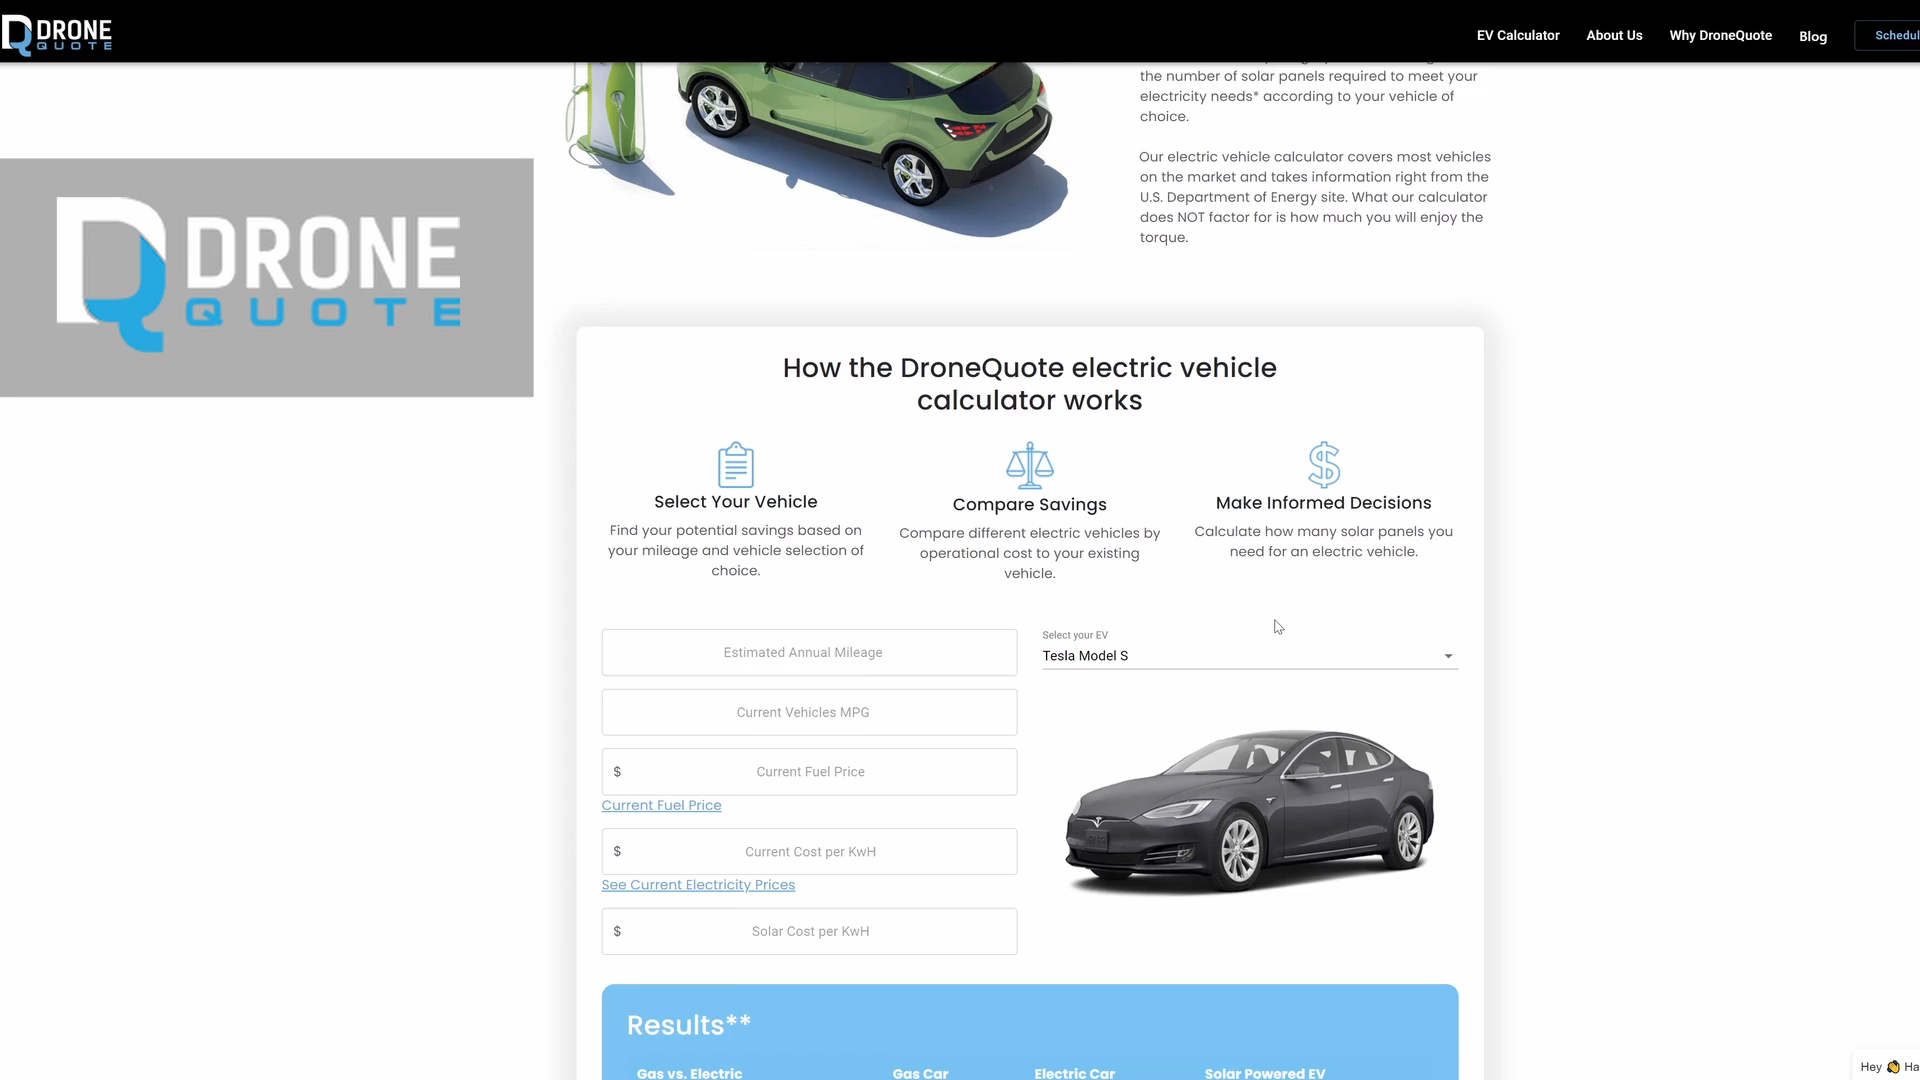 DRONE
QUOTE
EV Calculator
About Us
Why DroneQuote
Blog
Schedul
the number of solar panels required to meet your
electricity needs* according to your vehicle of
choice.
Our electric vehicle calculator covers most vehicles
on the market and takes information right from the
U.S. Department of Energy site. What our calculator
does NOT factor for is how much you will enjoy the
torque.
DRONE
QUOTE
How the DroneQuote electric vehicle
calculator works
Select Your Vehicle
Find your potential savings based on
your mileage and vehicle selection of
choice.
Compare Savings
Compare different electric vehicles by
operational cost to your existing
vehicle.
Make Informed Decisions
Calculate how many solar panels you
need for an electric vehicle.
Estimated Annual Mileage
Current Vehicles MPG
$ Current Fuel Price
Current Fuel Price
$ Current Cost per KwH
See Current Electricity Prices
$ Solar Cost per KwH
Select your EV
Tesla Model S
Results**
Gas vs. Electric
Gas Car
Electric Car
Solar Powered EV
Hey 👋 Ha